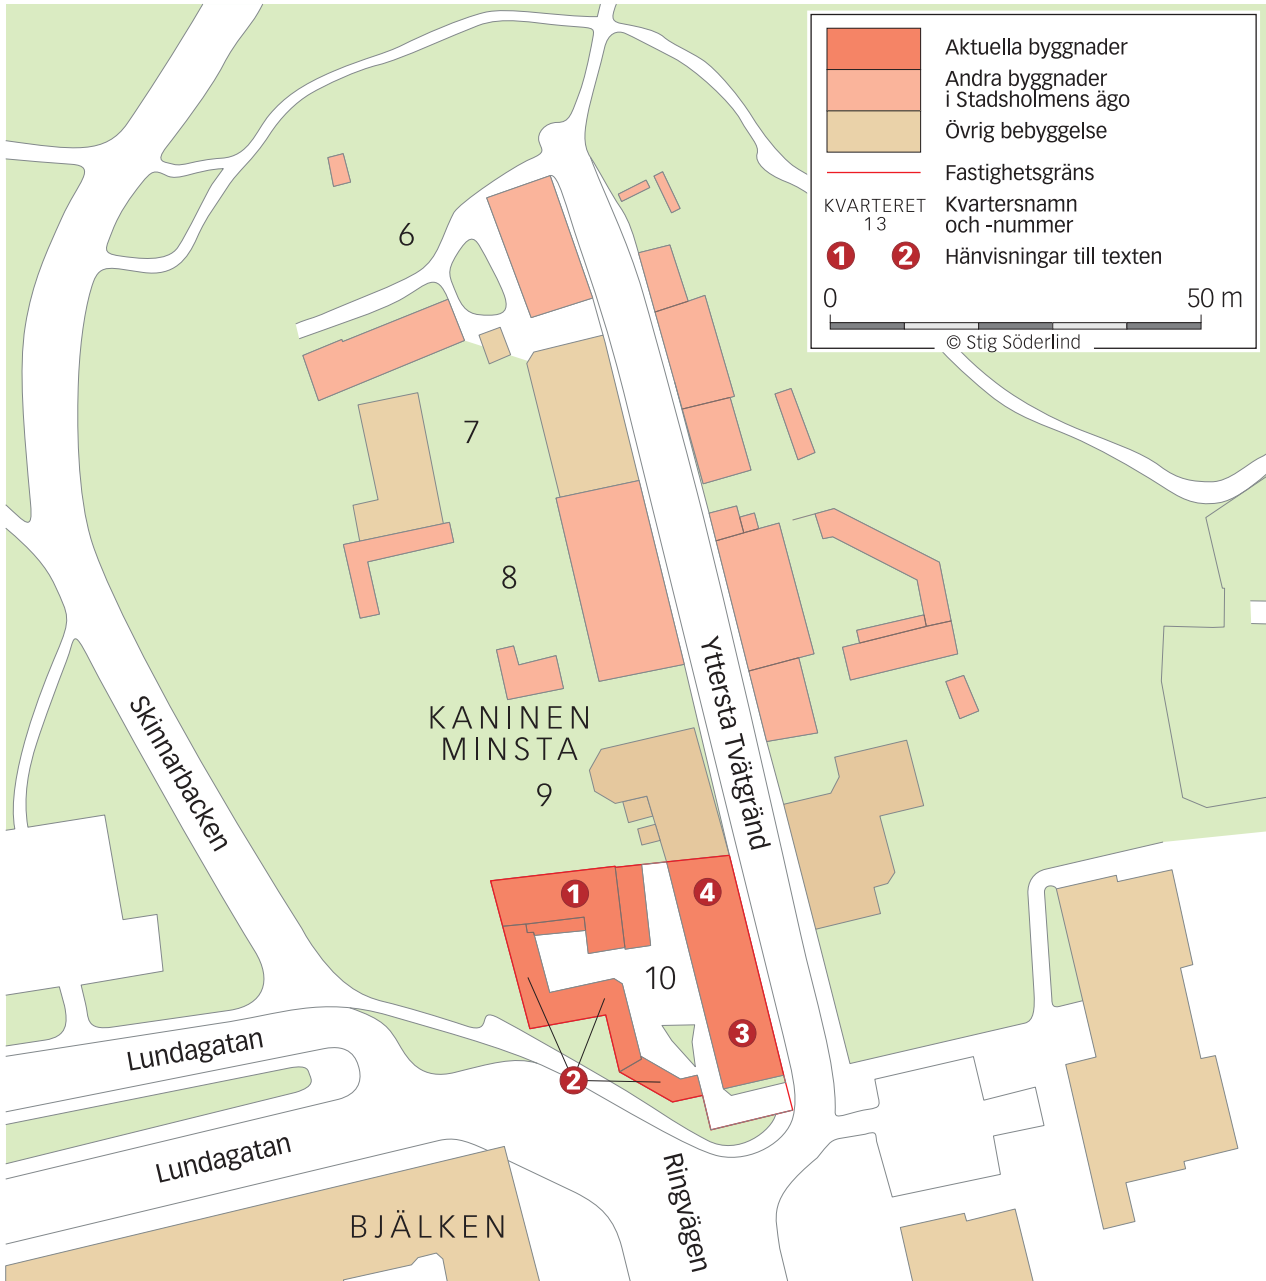 Aktuella byggnader
Andra byggnader
i Stadsholmens ägo
Övrig bebyggelse
Fastighetsgräns
KVARTERET
13
Kvartersnamn
och -nummer
1 2
Hänvisningar till texten
0 50 m
© Stig Söderlind
6
7
8
KANINEN
MINSTA
9
Yttersta Tvätgränd
Skinnarbacken
1
4
10
3
2
Lundagatan
Lundagatan
Ringvägen
BJÄLKEN